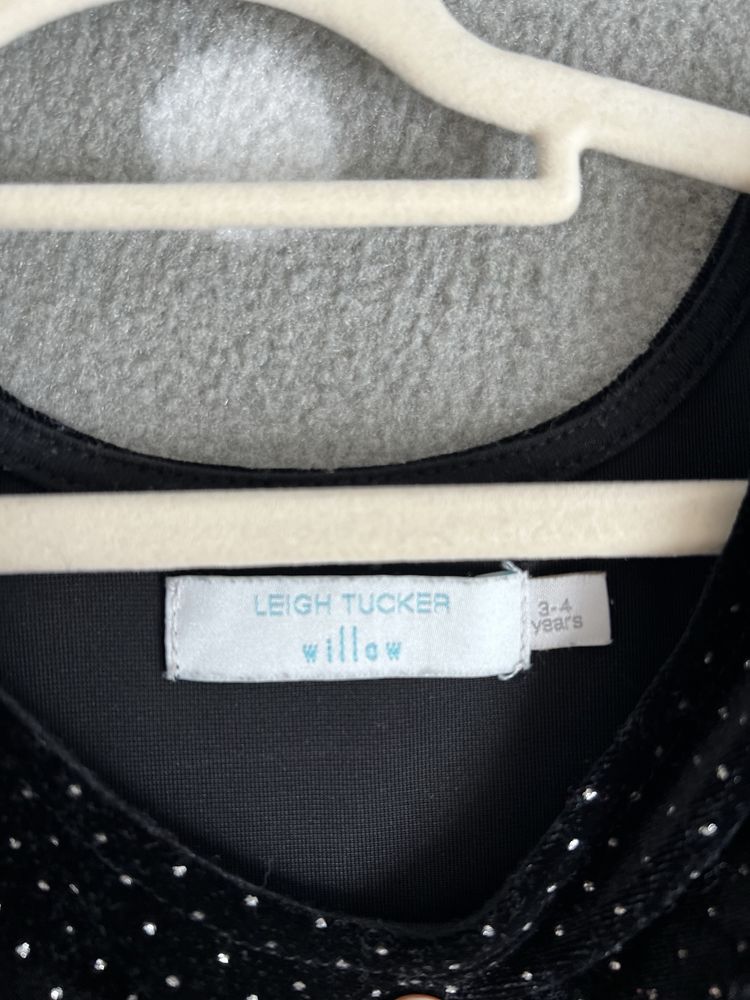 LEIGH TUCKER
willow
3-4
years